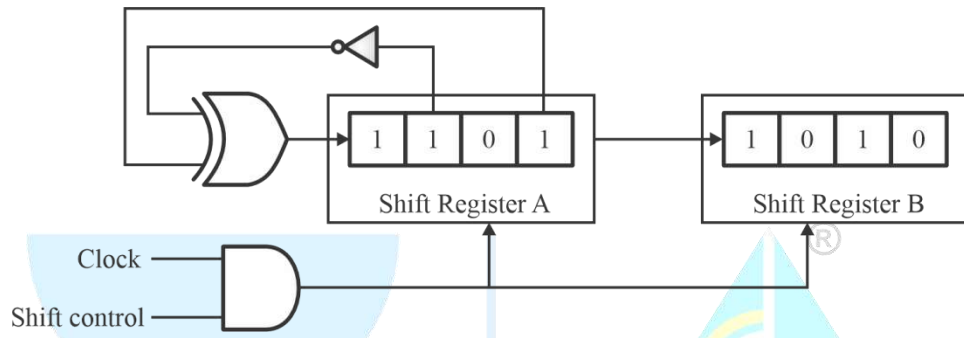 1 1 0 1
1 0 1 0
Shift Register A
Shift Register B
®
Clock
Shift control